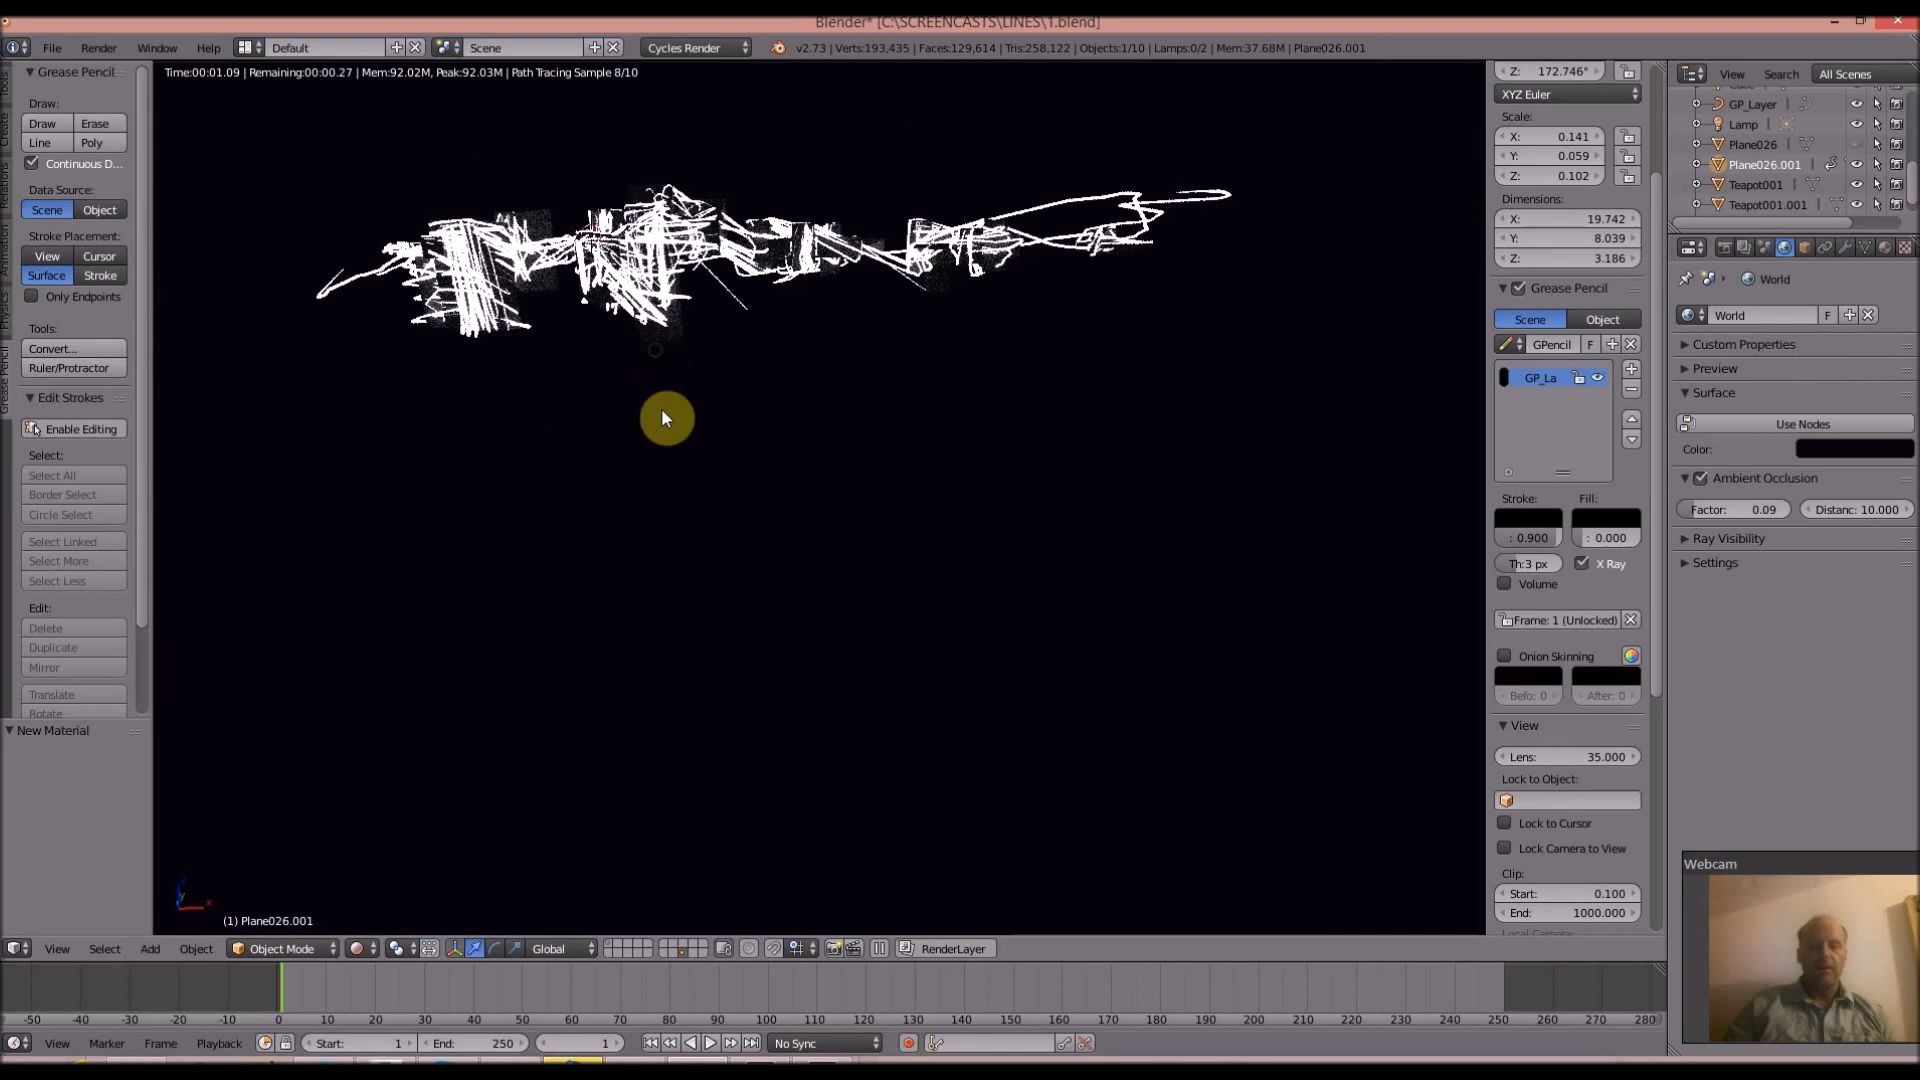 Blender* [C:\SCREENCASTS\LINES\T.blend]
File Render Window Help Default Scene Cycles Render v2.73 | Verts:193,435 | Faces:129,614 | Tris:258,122 | Objects:1/10 | Lamps:0/2 | Mem:37.68M | Plane026.001
Time:00:01.09 | Remaining:00:00.27 | Mem:92.02M, Peak:92.03M | Path Tracing Sample 8/10
Tools
Create
Relations
Animation
Physics
Grease Pencil
Grease Pencil
Draw:
Draw Erase
Line Poly
Continuous D...
Data Source:
Scene Object
Stroke Placement:
View Cursor
Surface Stroke
Only Endpoints
Tools:
Convert...
Ruler/Protractor
Edit Strokes
Enable Editing
Select:
Select All
Border Select
Circle Select
Select Linked
Select More
Select Less
Edit:
Delete
Duplicate
Mirror
Translate
Rotate
New Material
(1) Plane026.001
Z: 172.746°
XYZ Euler
Scale:
X: 0.141
Y: 0.059
Z: 0.102
Dimensions:
X: 19.742
Y: 8.039
Z: 3.186
Grease Pencil
Scene Object
GPencil F
GP_La
Stroke: Fill:
: 0.900 : 0.000
Th:3 px X Ray
Volume
Frame: 1 (Unlocked)
Onion Skinning
Befo: 0 After: 0
View
Lens: 35.000
Lock to Object:
Lock to Cursor
Lock Camera to View
Clip:
Start: 0.100
End: 1000.000
Local Camera:
View Search All Scenes
GP_Layer
Lamp
Plane026
Plane026.001
Teapot001
Teapot001.001
World
World F
Custom Properties
Preview
Surface
Use Nodes
Color:
Ambient Occlusion
Factor: 0.09 Distanc: 10.000
Ray Visibility
Settings
Webcam
View Select Add Object Object Mode Global RenderLayer
-50 -40 -30 -20 -10 0 10 20 30 40 50 60 70 80 90 100 110 120 130 140 150 160 170 180 190 200 210 220 230 240 250 260 270 280
View Marker Frame Playback Start: 1 End: 250 1 No Sync